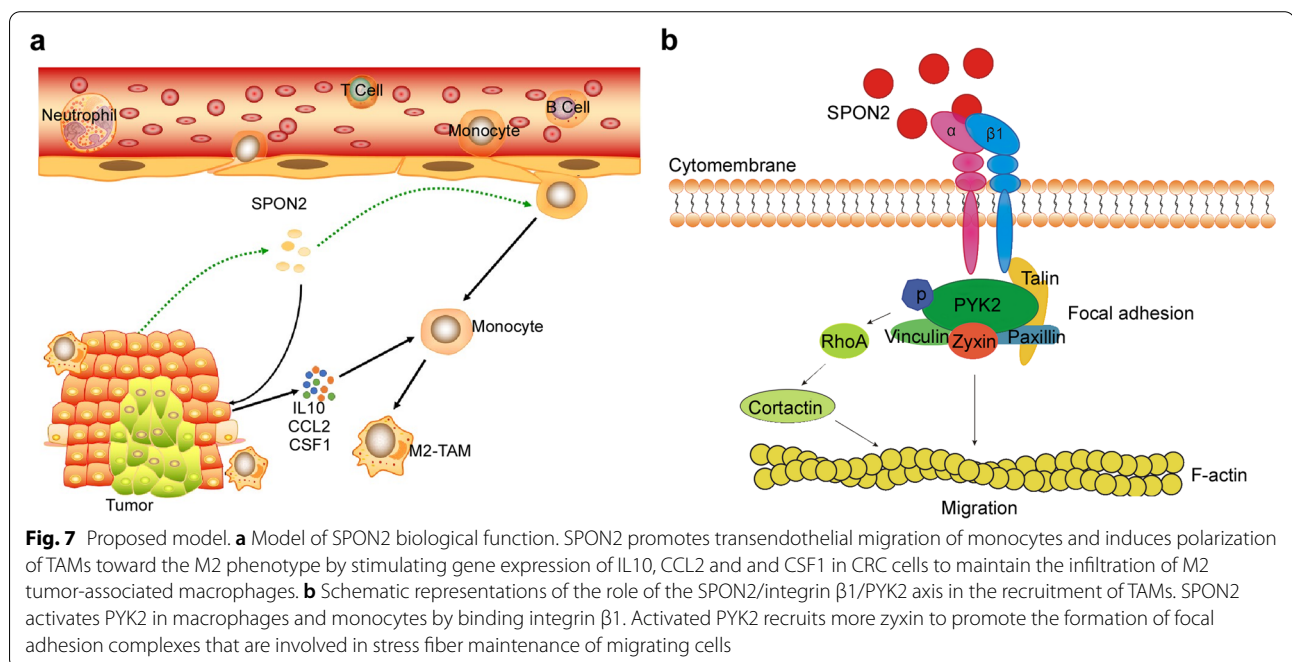 a
Neutrophil
T Cell
B Cell
Monocyte
SPON2
Monocyte
IL10
CCL2
CSF1
M2-TAM
Tumor
b
SPON2
α
β1
Cytomembrane
Talin
p
PYK2
Focal adhesion
RhoA
Vinculin
Zyxin
Paxillin
Cortactin
F-actin
Migration
Fig. 7 Proposed model. a Model of SPON2 biological function. SPON2 promotes transendothelial migration of monocytes and induces polarization
of TAMs toward the M2 phenotype by stimulating gene expression of IL10, CCL2 and and CSF1 in CRC cells to maintain the infiltration of M2
tumor-associated macrophages. b Schematic representations of the role of the SPON2/integrin β1/PYK2 axis in the recruitment of TAMs. SPON2
activates PYK2 in macrophages and monocytes by binding integrin β1. Activated PYK2 recruits more zyxin to promote the formation of focal
adhesion complexes that are involved in stress fiber maintenance of migrating cells